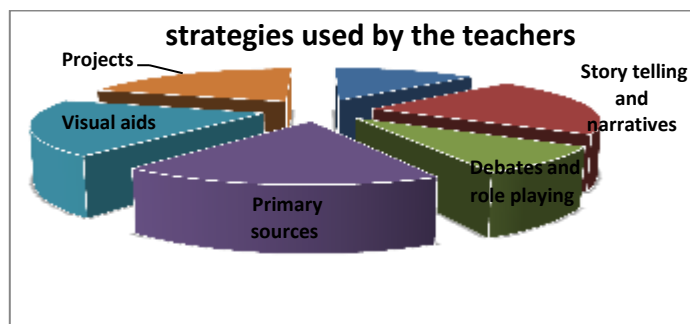 strategies used by the teachers
Projects
Story telling
and
narratives
Visual aids
Debates and
role playing
Primary
sources